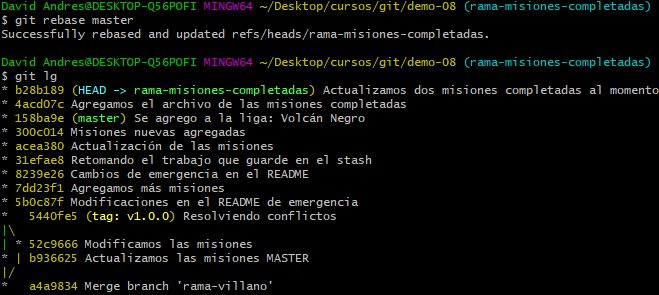 David Andres@DESKTOP-Q56POFI MINGW64 ~/Desktop/cursos/git/demo-08 (rama-misiones-completadas)
$ git rebase master
Successfully rebased and updated refs/heads/rama-misiones-completadas.
David Andres@DESKTOP-Q56POFI MINGW64 ~/Desktop/cursos/git/demo-08 (rama-misiones-completadas)
$ git lg
* b28b189 (HEAD -> rama-misiones-completadas) Actualizamos dos misiones completadas al momento
* 4acd07c Agregamos el archivo de las misiones completadas
* 158ba9e (master) Se agrego a la liga: Volcán Negro
* 300c014 Misiones nuevas agregadas
* acea380 Actualización de las misiones
* 31efae8 Retomando el trabajo que guarde en el stash
* 8239e26 Cambios de emergencia en el README
* 7dd23f1 Agregamos más misiones
* 5b0c87f Modificaciones en el README de emergencia
*   5440fe5 (tag: v1.0.0) Resolviendo conflictos
|\
| * 52c9666 Modificamos las misiones
* | b936625 Actualizamos las misiones MASTER
|/
*   a4a9834 Merge branch 'rama-villano'